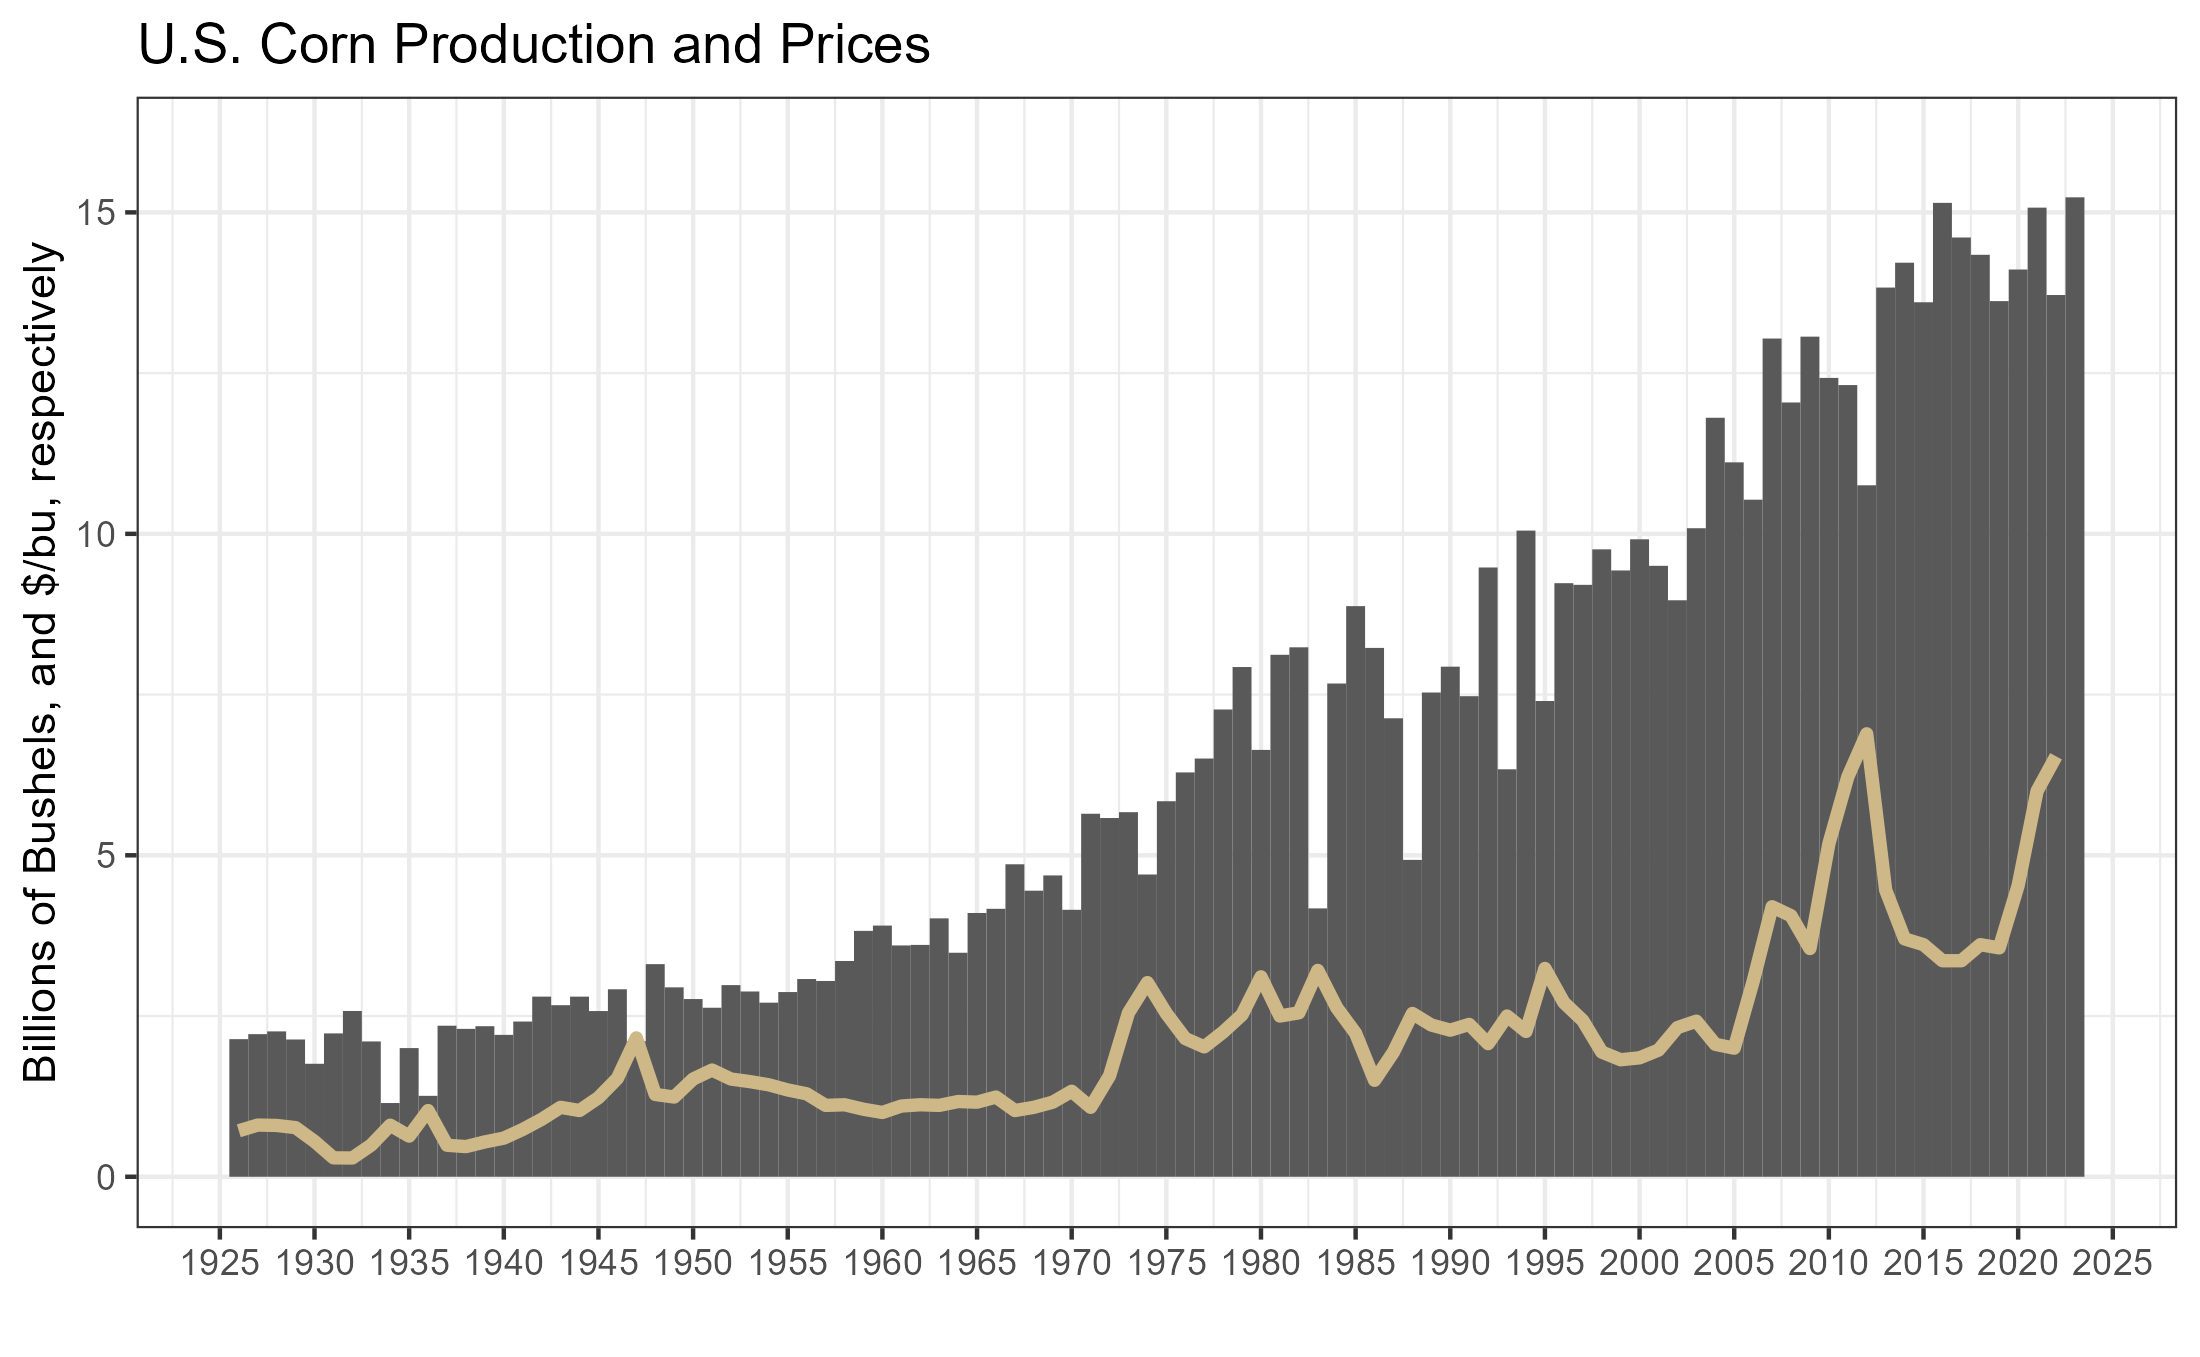 U.S. Corn Production and Prices
Billions of Bushels, and $/bu, respectively
15
10
5
0
1925 1930 1935 1940 1945 1950 1955 1960 1965 1970 1975 1980 1985 1990 1995 2000 2005 2010 2015 2020 2025